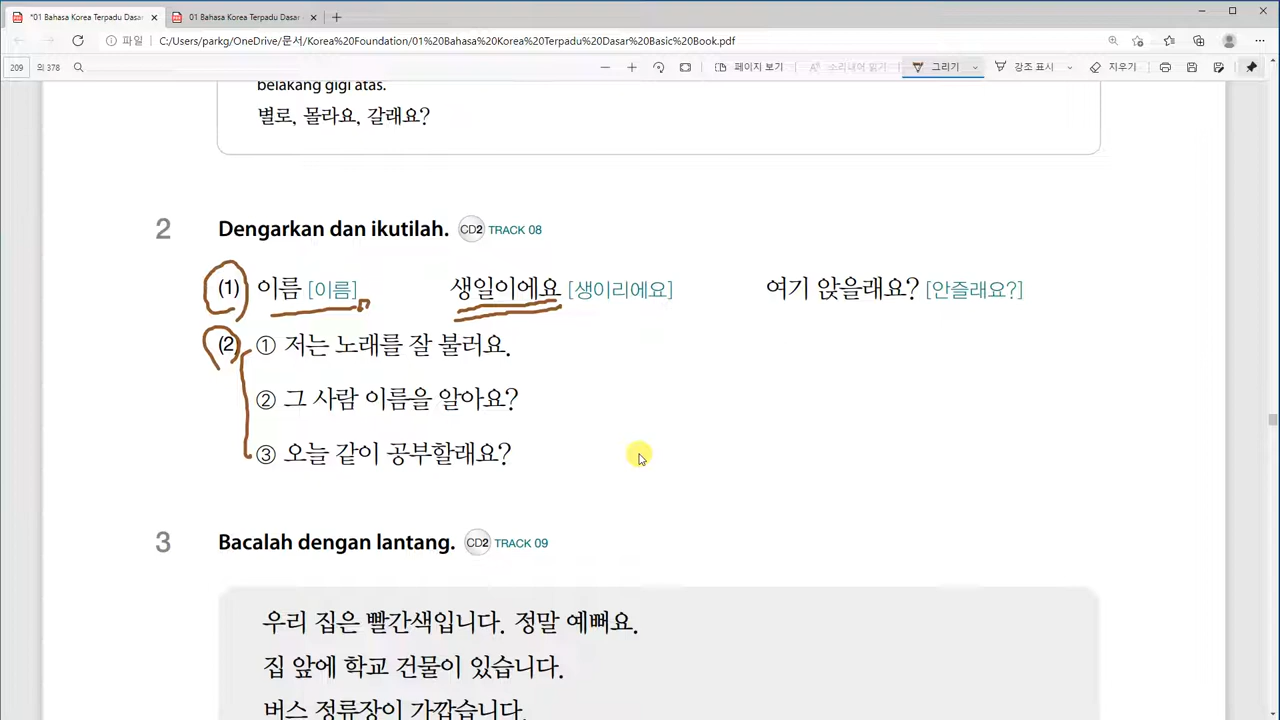 *01 Bahasa Korea Terpadu Dasar
01 Bahasa Korea Terpadu Dasar
파일 C:/Users/parkg/OneDrive/문서/Korea%20Foundation/01%20Bahasa%20Korea%20Terpadu%20Dasar%20Basic%20Book.pdf
209 의 378 페이지 보기 소리내어 읽기 그리기 강조 표시 지우기
belakang gigi atas.
별로, 몰라요, 갈래요?
2 Dengarkan dan ikutilah. CD2 TRACK 08
(1) 이름 [이름] 생일이에요 [생이리에요] 여기 앉을래요? [안즐래요?]
(2) ① 저는 노래를 잘 불러요.
② 그 사람 이름을 알아요?
③ 오늘 같이 공부할래요?
3 Bacalah dengan lantang. CD2 TRACK 09
우리 집은 빨간색입니다. 정말 예뻐요.
집 앞에 학교 건물이 있습니다.
버스 정류장이 가깝습니다.